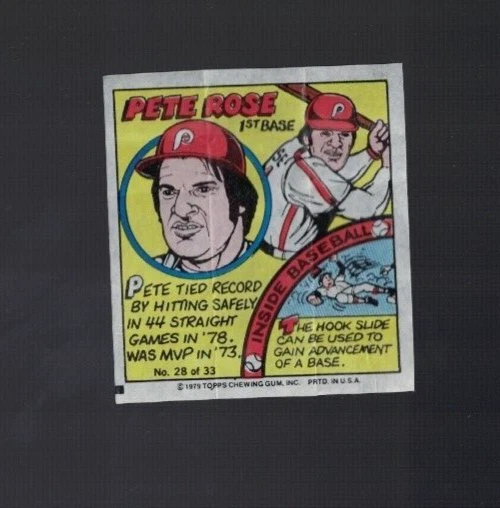 PETE ROSE
1ST BASE
P
P
PETE TIED RECORD
BY HITTING SAFELY
IN 44 STRAIGHT
GAMES IN '78.
WAS MVP IN '73.
No. 28 of 33
INSIDE BASEBALL
THE HOOK SLIDE
CAN BE USED TO
GAIN ADVANCEMENT
OF A BASE.
© 1979 TOPPS CHEWING GUM, INC. PRTD. IN U.S.A.